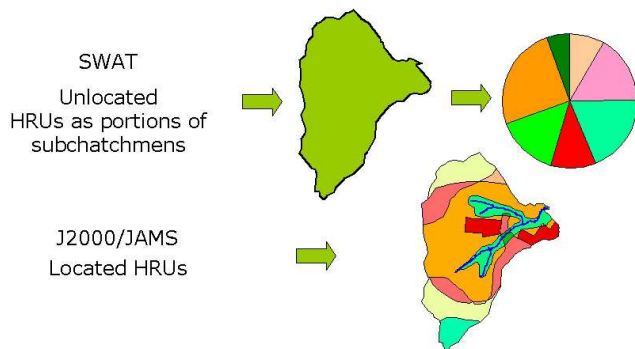 SWAT
Unlocated
HRUs as portions of
subchatchmens
J2000/JAMS
Located HRUs